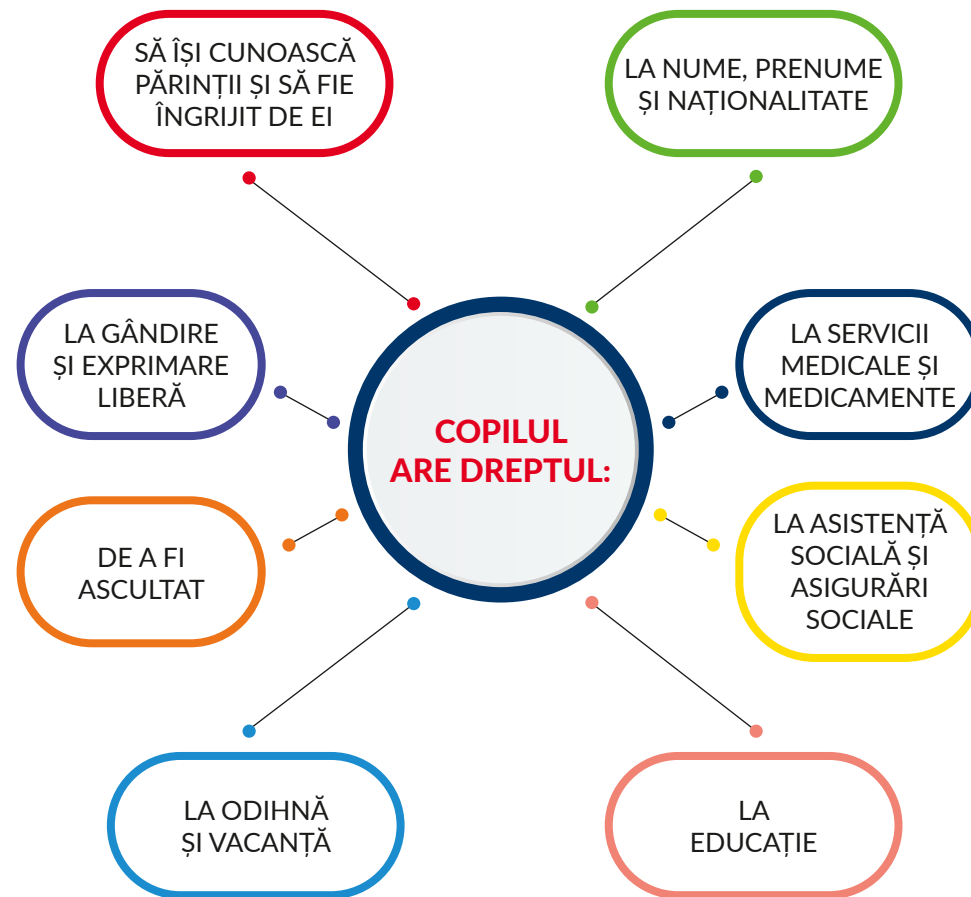 SĂ ÎȘI CUNOASCĂ
PĂRINȚII ȘI SĂ FIE
ÎNGRIJIT DE EI
LA NUME, PRENUME
ȘI NAȚIONALITATE
LA GÂNDIRE
ȘI EXPRIMARE
LIBERĂ
LA SERVICII
MEDICALE ȘI
MEDICAMENTE
COPILUL
ARE DREPTUL:
DE A FI
ASCULTAT
LA ASISTENȚĂ
SOCIALĂ ȘI
ASIGURĂRI
SOCIALE
LA ODIHNĂ
ȘI VACANȚĂ
LA
EDUCAȚIE